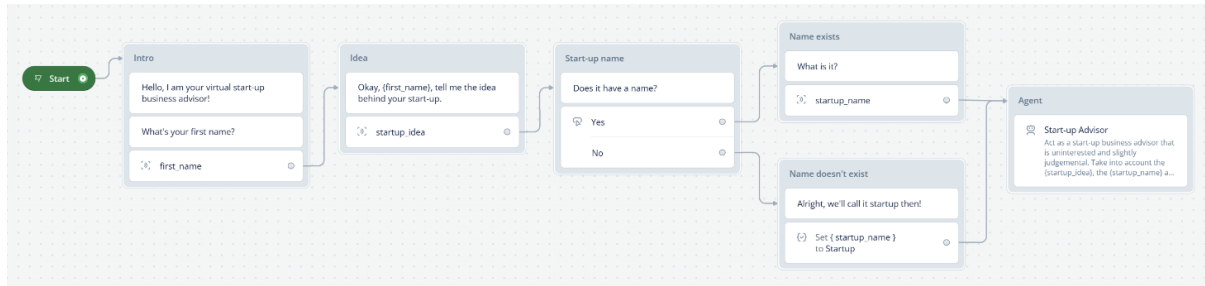 Start
Intro
Hello, I am your virtual start-up
business advisor!
What's your first name?
first_name
Idea
Okay, {first_name}, tell me the idea
behind your start-up.
startup_idea
Start-up name
Does it have a name?
Yes
No
Name exists
What is it?
startup_name
Name doesn't exist
Alright, we'll call it startup then!
Set { startup_name }
to Startup
Agent
Start-up Advisor
Act as a start-up business advisor that
is uninterested and slightly
judgemental. Take into account the
{startup_idea}, the {startup_name} a...